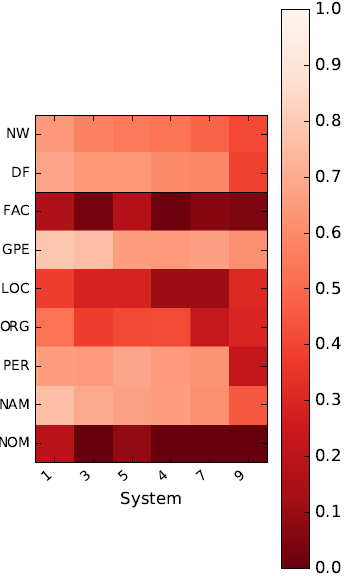 NW
DF
FAC
GPE
LOC
ORG
PER
NAM
NOM
1 3 5 4 7 9
System
1.0
0.9
0.8
0.7
0.6
0.5
0.4
0.3
0.2
0.1
0.0